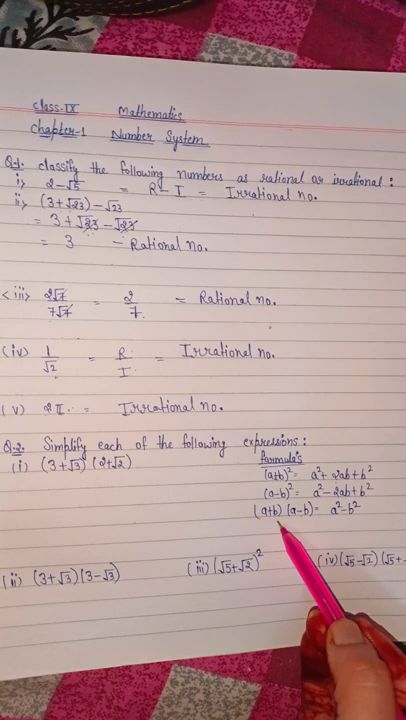 Class-IX Mathematics
Chapter-1 Number System
Q.1. Classify the following numbers as rational or irrational :
i) 2-√5 = R-I = Irrational no.
ii) (3+√23)-√23
= 3+√23-√23
= 3 - Rational no.
(iii) 2√7/7√7 = 2/7 = Rational no.
(iv) 1/√2 = R/I = Irrational no.
(v) 2π = Irrational no.
Q.2. Simplify each of the following expressions :
(i) (3+√3)(2+√2)
formula's
(a+b)² = a²+2ab+b²
(a-b)² = a²-2ab+b²
(a+b)(a-b) = a²-b²
(ii) (3+√3)(3-√3) (iii) (√5+√2)² (iv) (√5-√2)(√5+